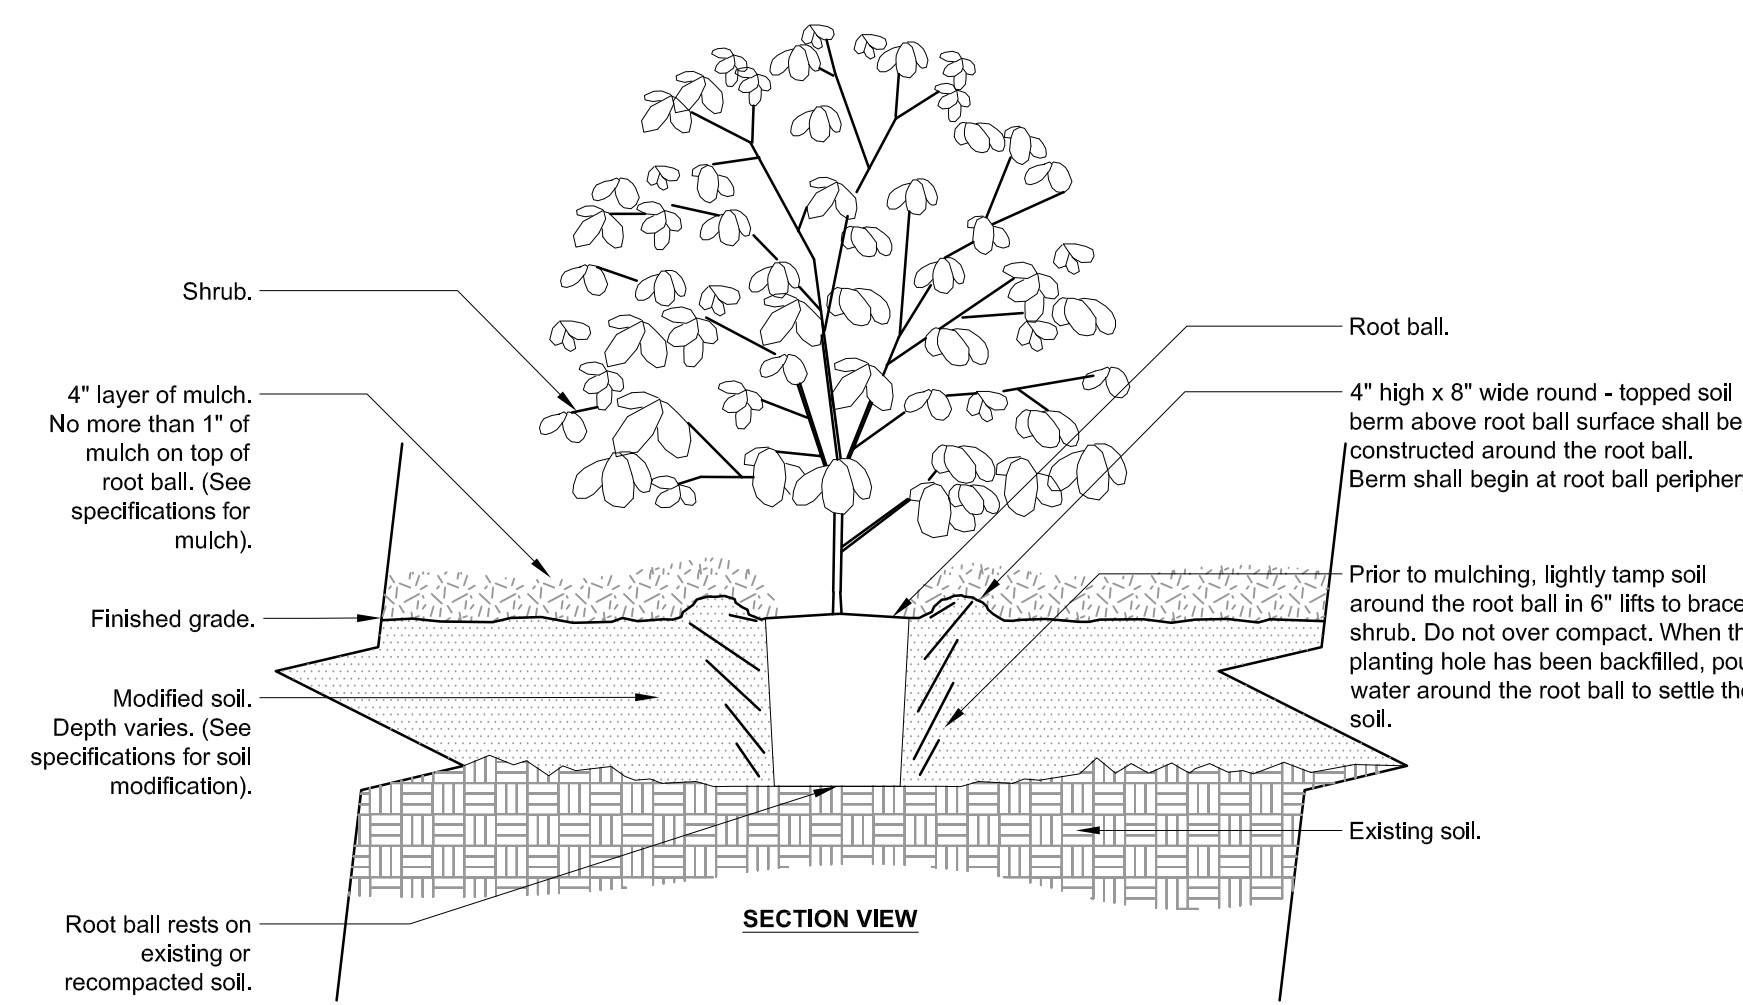 Shrub.
4" layer of mulch.
No more than 1" of
mulch on top of
root ball. (See
specifications for
mulch).
Finished grade.
Modified soil.
Depth varies. (See
specifications for soil
modification).
Root ball rests on
existing or
recompacted soil.
Root ball.
4" high x 8" wide round - topped soil
berm above root ball surface shall be
constructed around the root ball.
Berm shall begin at root ball
Prior to mulching, lightly tamp soil
around the root ball in 6" lifts to brace
shrub. Do not over compact. When
planting hole has been backfilled,
water around the root ball to settle
soil.
Existing soil.
SECTION VIEW